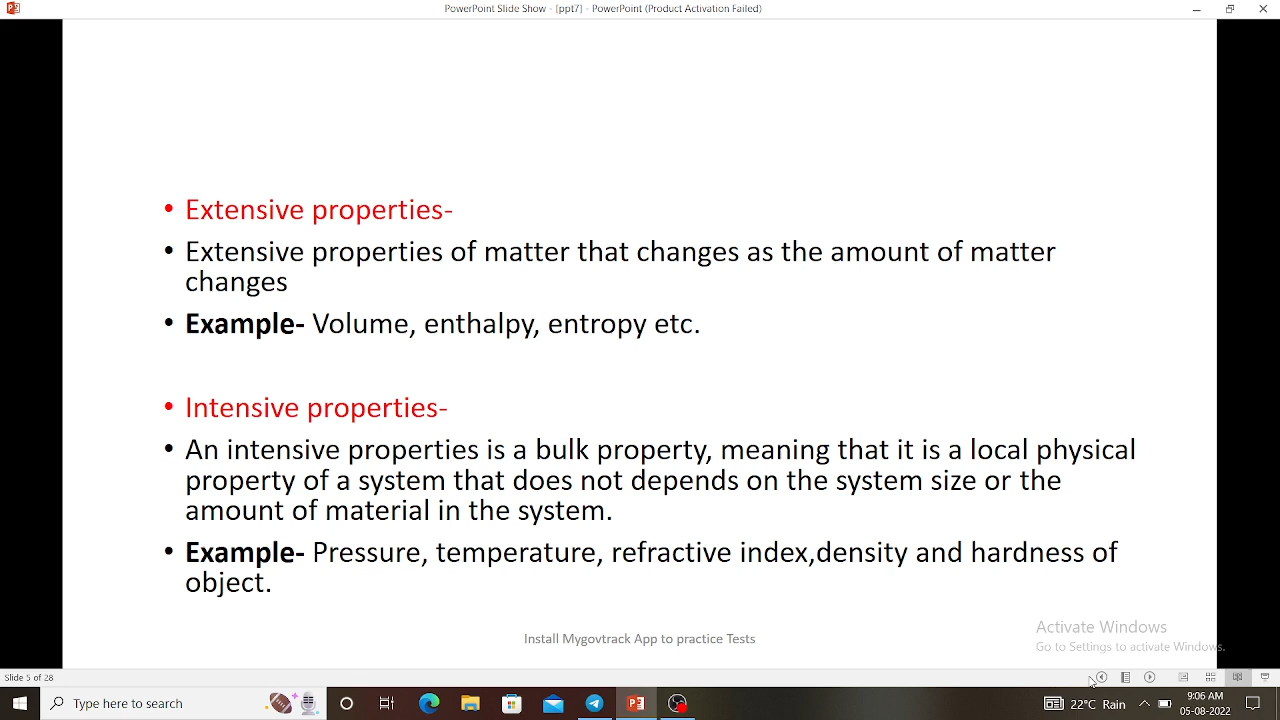 PowerPoint Slide Show - [ppt7] - PowerPoint (Product Activation Failed)
• Extensive properties-
• Extensive properties of matter that changes as the amount of matter
changes
• Example- Volume, enthalpy, entropy etc.
• Intensive properties-
• An intensive properties is a bulk property, meaning that it is a local physical
property of a system that does not depends on the system size or the
amount of material in the system.
• Example- Pressure, temperature, refractive index,density and hardness of
object.
Install Mygovtrack App to practice Tests
Activate Windows
Go to Settings to activate Windows.
Slide 5 of 28
Type here to search
22°C Rain
9:06 AM
05-08-2022